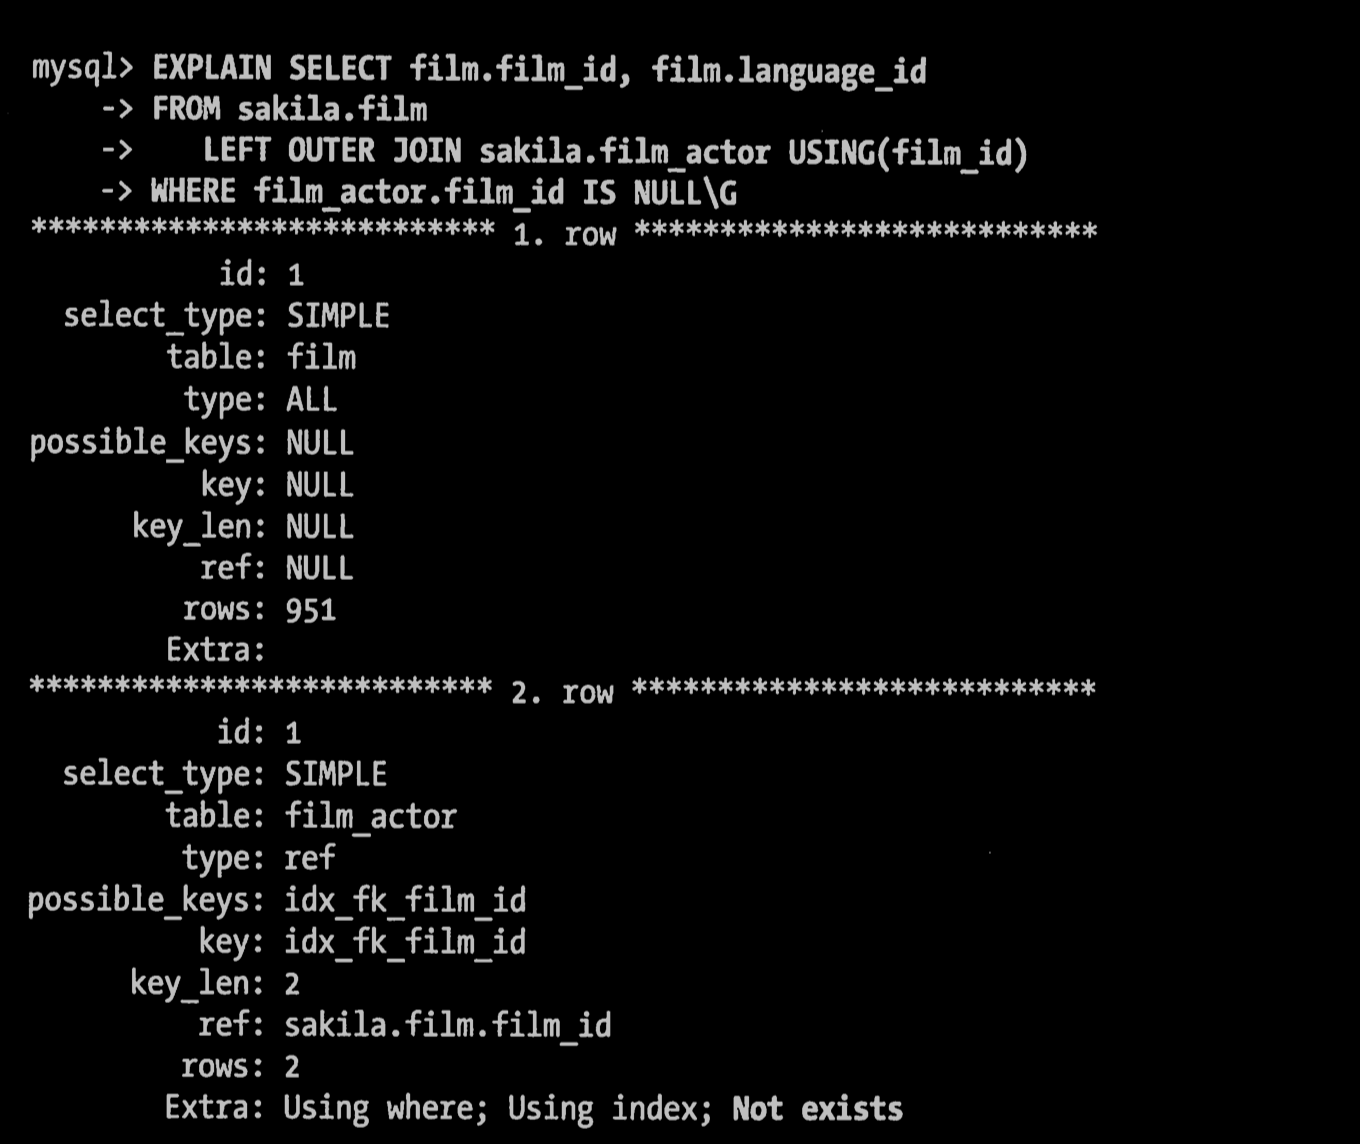 mysql> EXPLAIN SELECT film.film_id, film.language_id
    -> FROM sakila.film
    ->    LEFT OUTER JOIN sakila.film_actor USING(film_id)
    -> WHERE film_actor.film_id IS NULL\G
*************************** 1. row ***************************
           id: 1
  select_type: SIMPLE
        table: film
         type: ALL
possible_keys: NULL
          key: NULL
      key_len: NULL
          ref: NULL
         rows: 951
        Extra:
*************************** 2. row ***************************
           id: 1
  select_type: SIMPLE
        table: film_actor
         type: ref
possible_keys: idx_fk_film_id
          key: idx_fk_film_id
      key_len: 2
          ref: sakila.film.film_id
         rows: 2
        Extra: Using where; Using index; Not exists